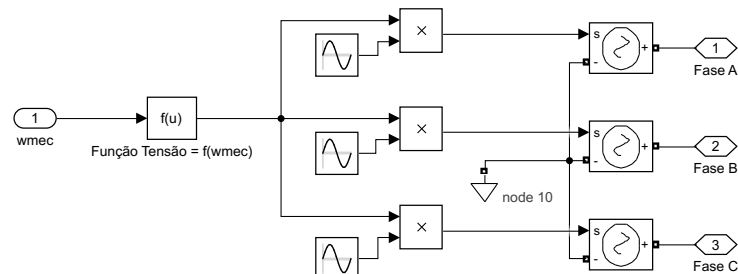 ×
s
+
-
1
Fase A
1
wmec
f(u)
Função Tensão = f(wmec)
×
s
+
-
2
Fase B
node 10
×
s
+
-
3
Fase C